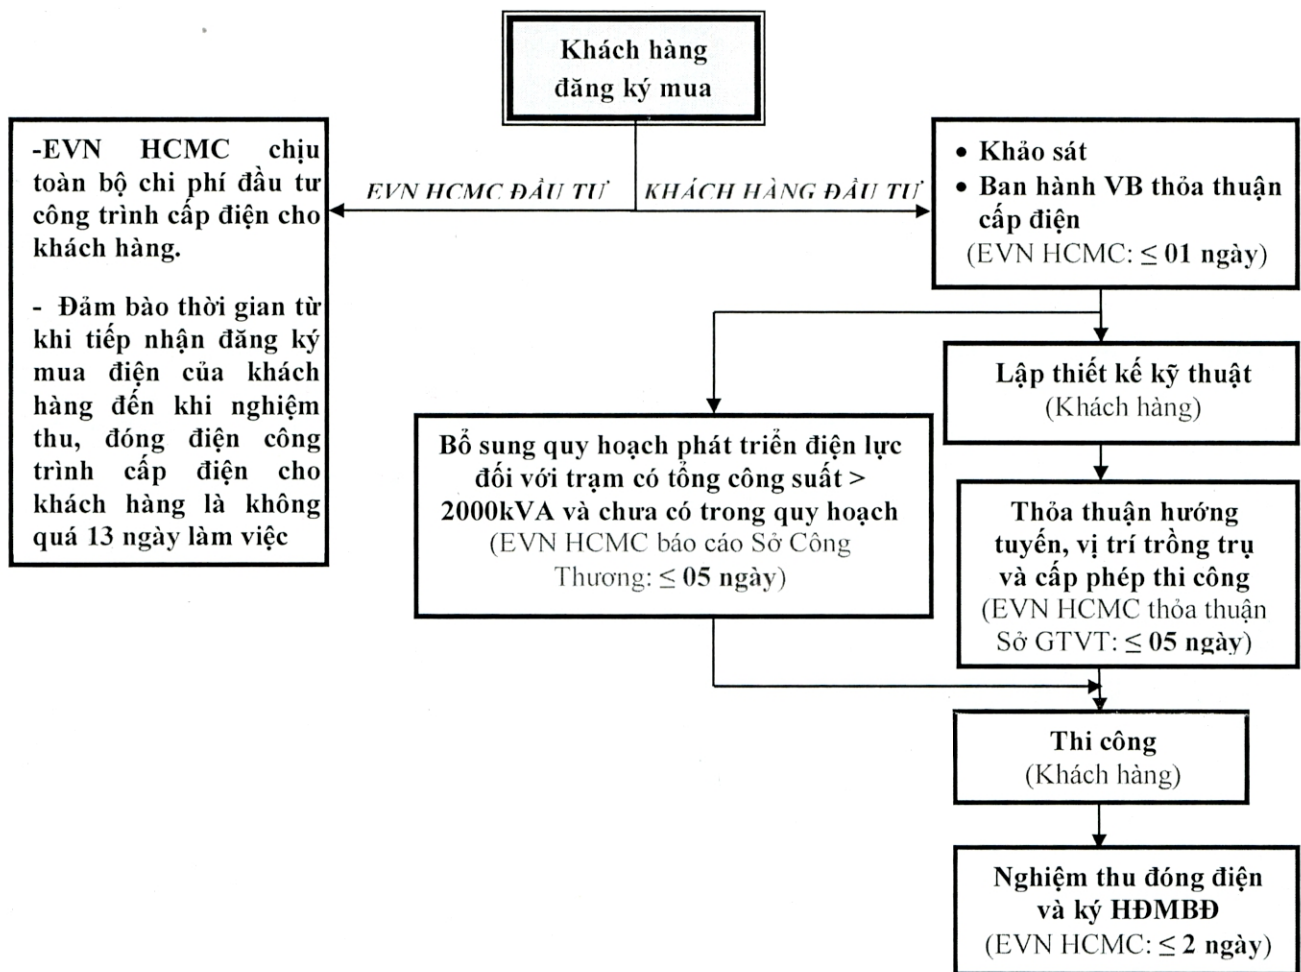 Khách hàng
đăng ký mua
-EVN HCMC chịu
toàn bộ chi phí đầu tư
công trình cấp điện cho
khách hàng.
- Đảm bào thời gian từ
khi tiếp nhận đăng ký
mua điện của khách
hàng đến khi nghiệm
thu, đóng điện công
trình cấp điện cho
khách hàng là không
quá 13 ngày làm việc
EVN HCMC ĐẦU TƯ
KHÁCH HÀNG ĐẦU TƯ
• Khảo sát
• Ban hành VB thỏa thuận
cấp điện
(EVN HCMC: ≤ 01 ngày)
Bổ sung quy hoạch phát triển điện lực
đối với trạm có tổng công suất >
2000kVA và chưa có trong quy hoạch
(EVN HCMC báo cáo Sở Công
Thương: ≤ 05 ngày)
Lập thiết kế kỹ thuật
(Khách hàng)
Thỏa thuận hướng
tuyến, vị trí trồng trụ
và cấp phép thi công
(EVN HCMC thỏa thuận
Sở GTVT: ≤ 05 ngày)
Thi công
(Khách hàng)
Nghiệm thu đóng điện
và ký HĐMBĐ
(EVN HCMC: ≤ 2 ngày)